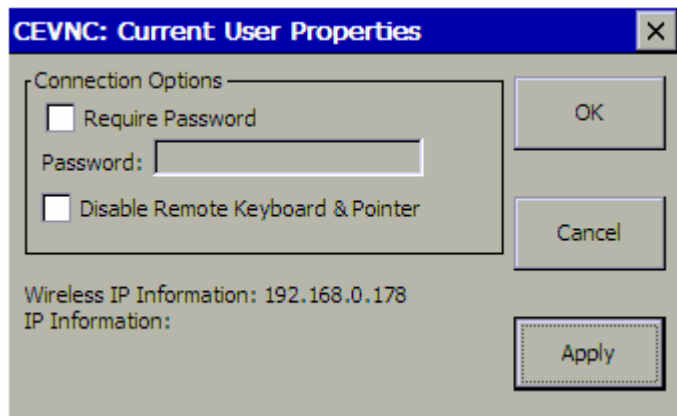 CEVNC: Current User Properties
Connection Options
Require Password
Password:
Disable Remote Keyboard & Pointer
OK
Cancel
Wireless IP Information: 192.168.0.178
IP Information:
Apply